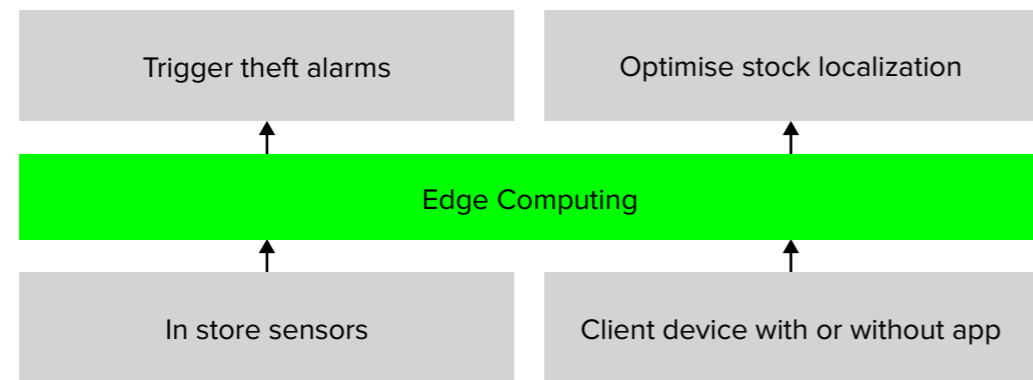 Trigger theft alarms
Optimise stock localization
Edge Computing
In store sensors
Client device with or without app